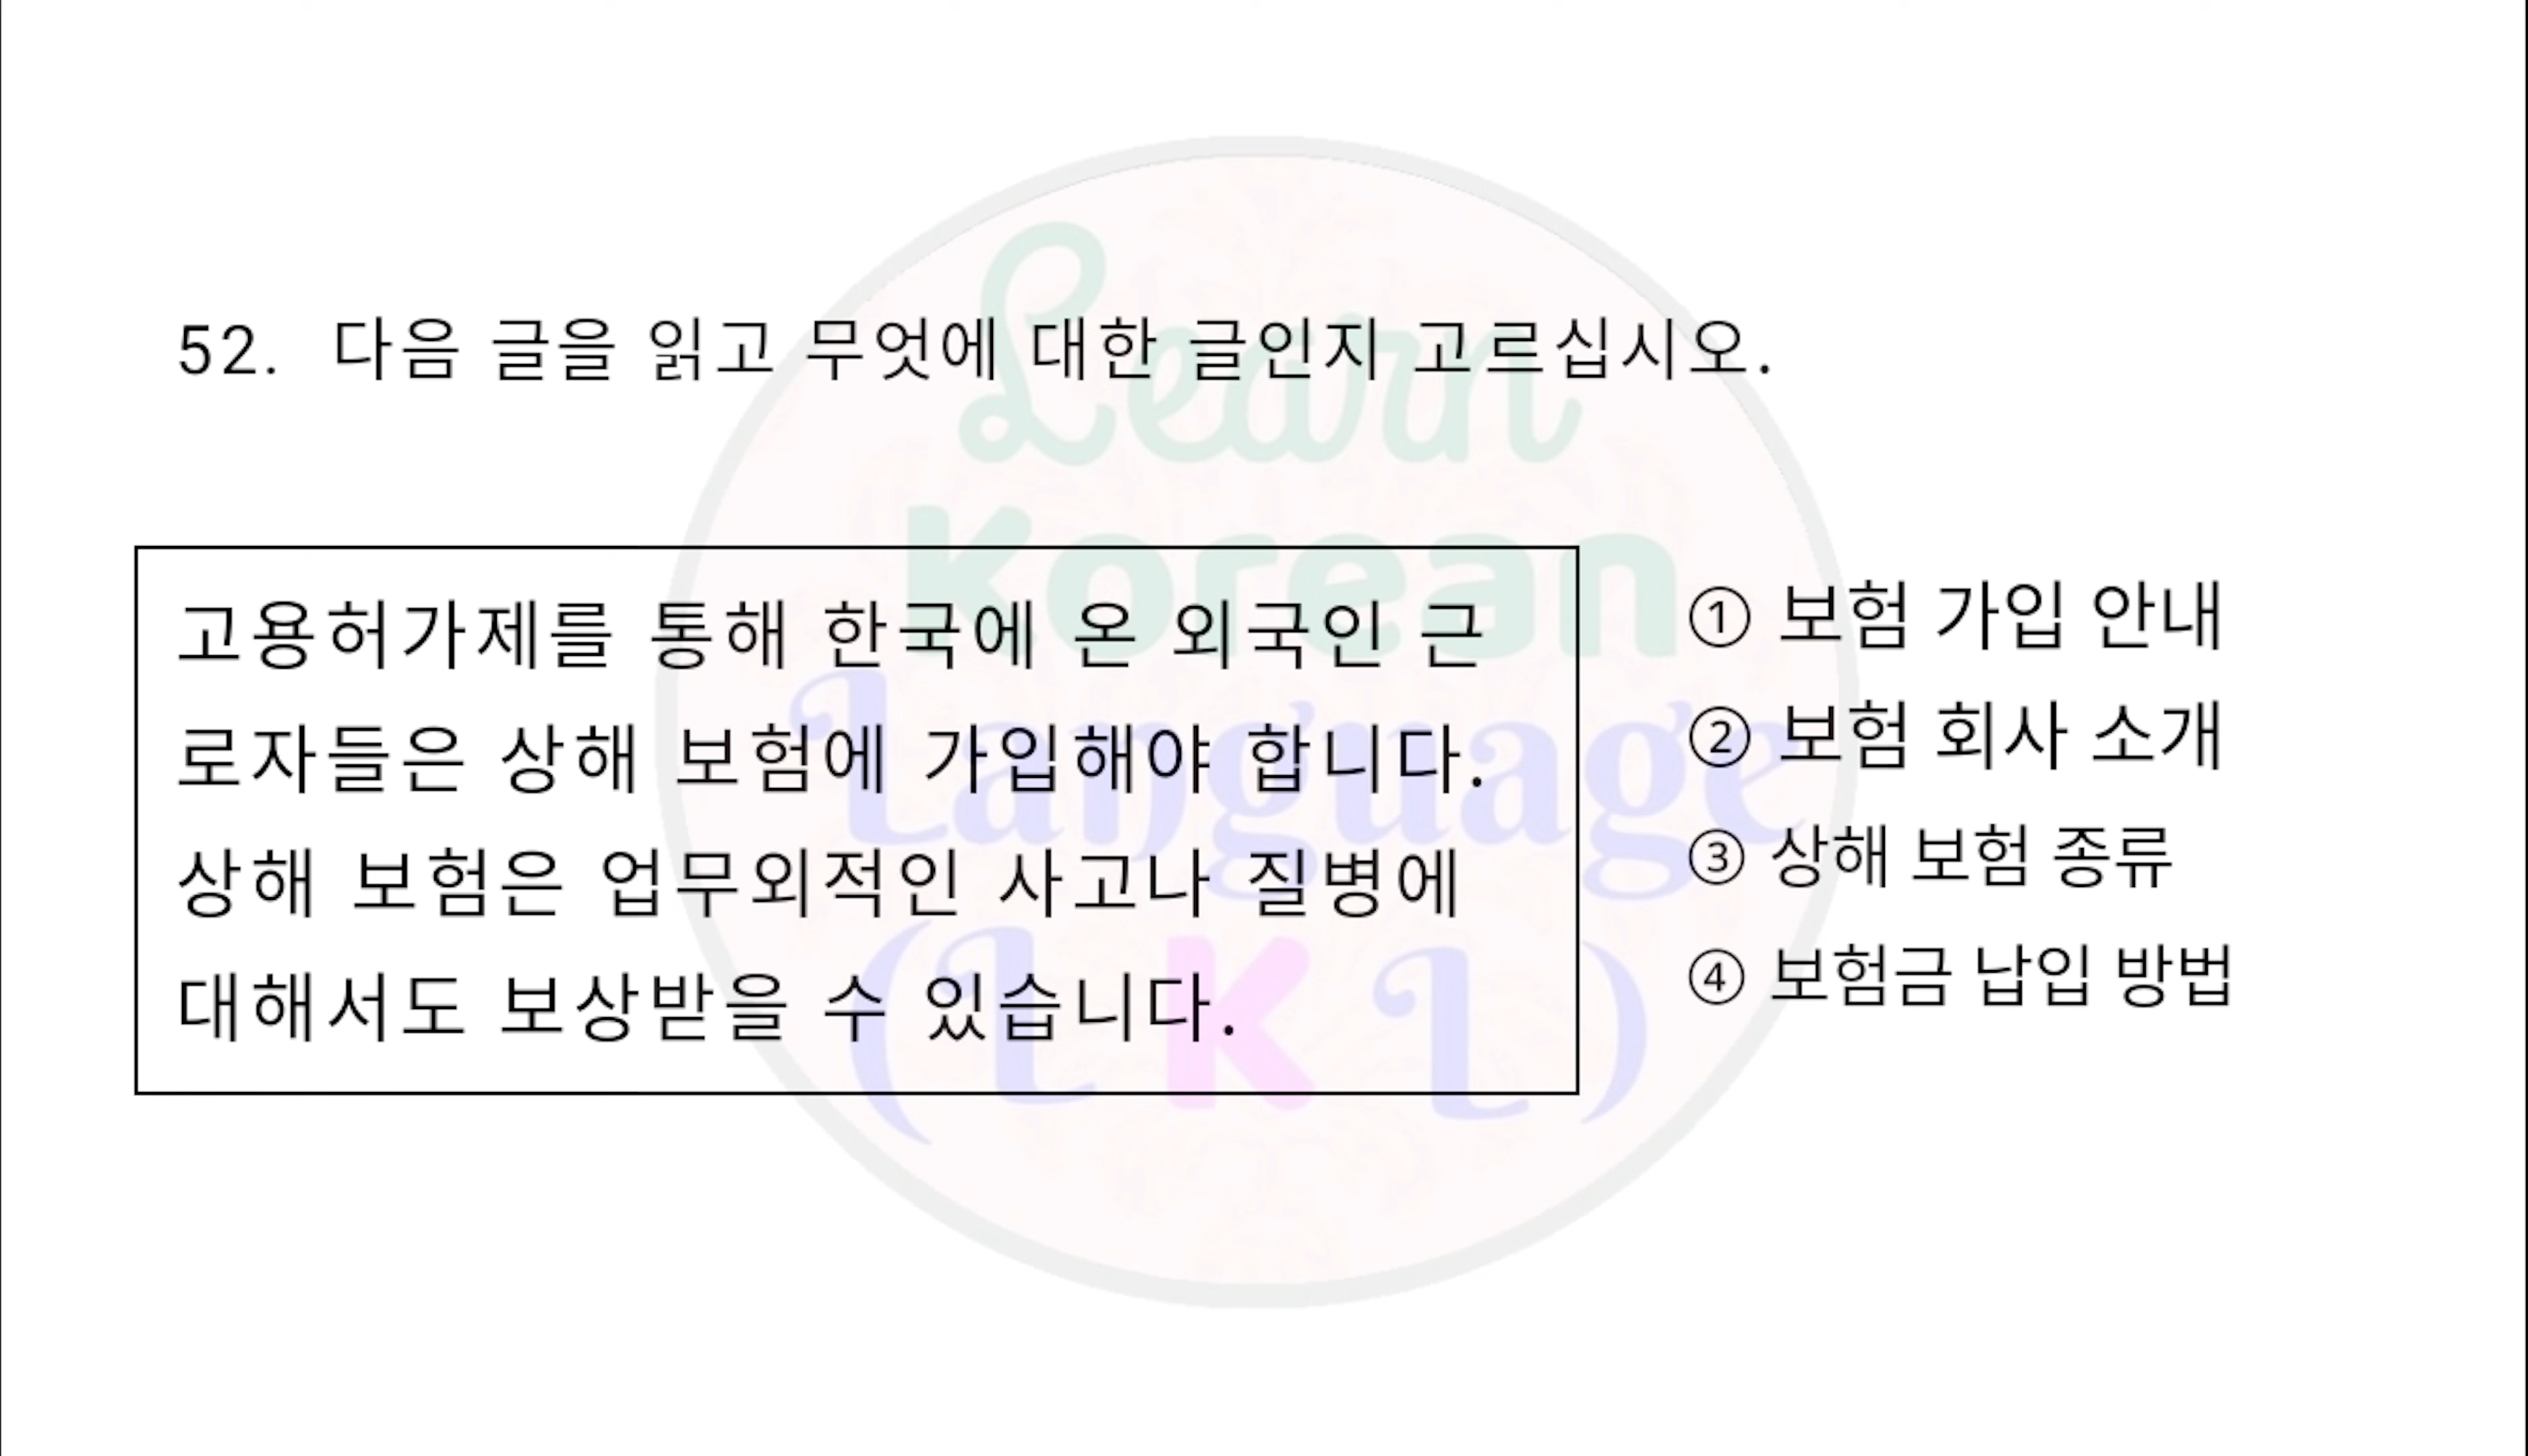 52. 다음 글을 읽고 무엇에 대한 글인지 고르십시오.
고용허가제를 통해 한국에 온 외국인 근
로자들은 상해 보험에 가입해야 합니다.
상해 보험은 업무외적인 사고나 질병에
대해서도 보상받을 수 있습니다.
① 보험 가입 안내
② 보험 회사 소개
③ 상해 보험 종류
④ 보험금 납입 방법
Learn
Korean
Language
(L K L)